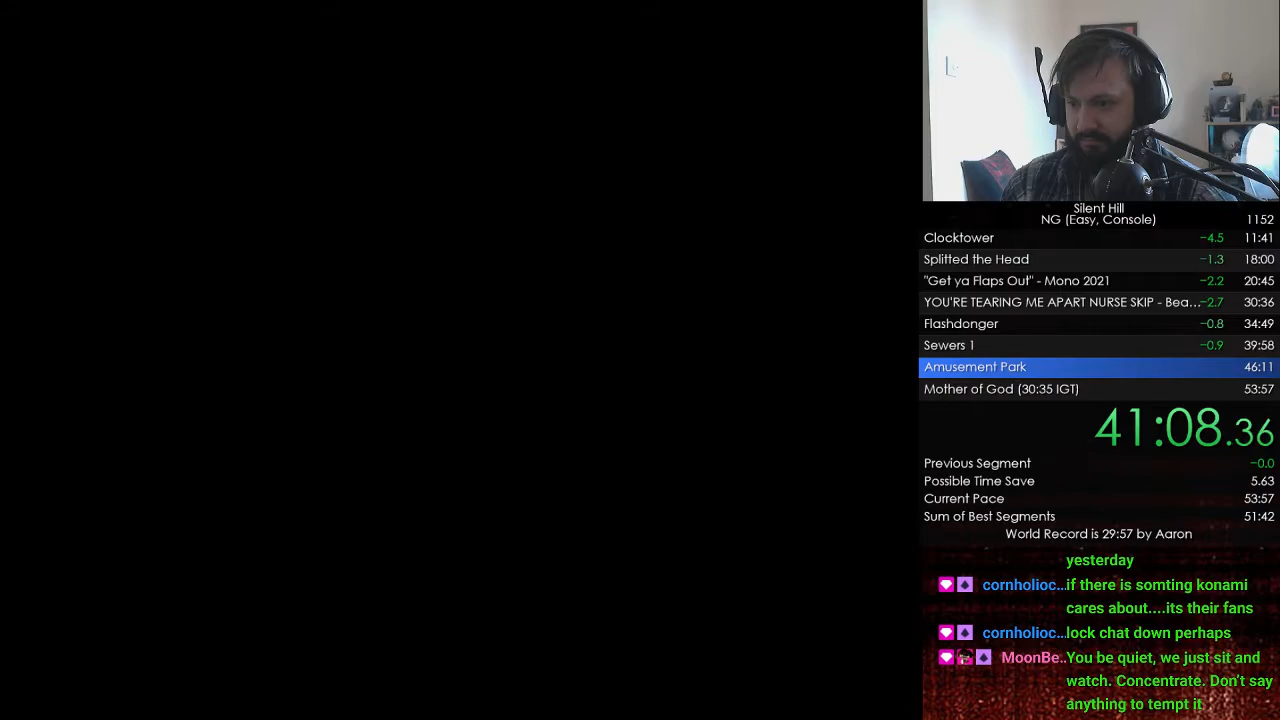 Silent Hill
NG (Easy, Console) 1152
Clocktower −4.5 11:41
Splitted the Head −1.3 18:00
"Get ya Flaps Out" - Mono 2021 −2.2 20:45
YOU'RE TEARING ME APART NURSE SKIP - Bea... −2.7 30:36
Flashdonger −0.8 34:49
Sewers 1 −0.9 39:58
Amusement Park 46:11
Mother of God (30:35 IGT) 53:57
41:08.36
Previous Segment −0.0
Possible Time Save 5.63
Current Pace 53:57
Sum of Best Segments 51:42
World Record is 29:57 by Aaron
yesterday
cornholioc... if there is somting konami
cares about....its their fans
cornholioc... lock chat down perhaps
MoonBe.. You be quiet, we just sit and
watch. Concentrate. Don't say
anything to tempt it